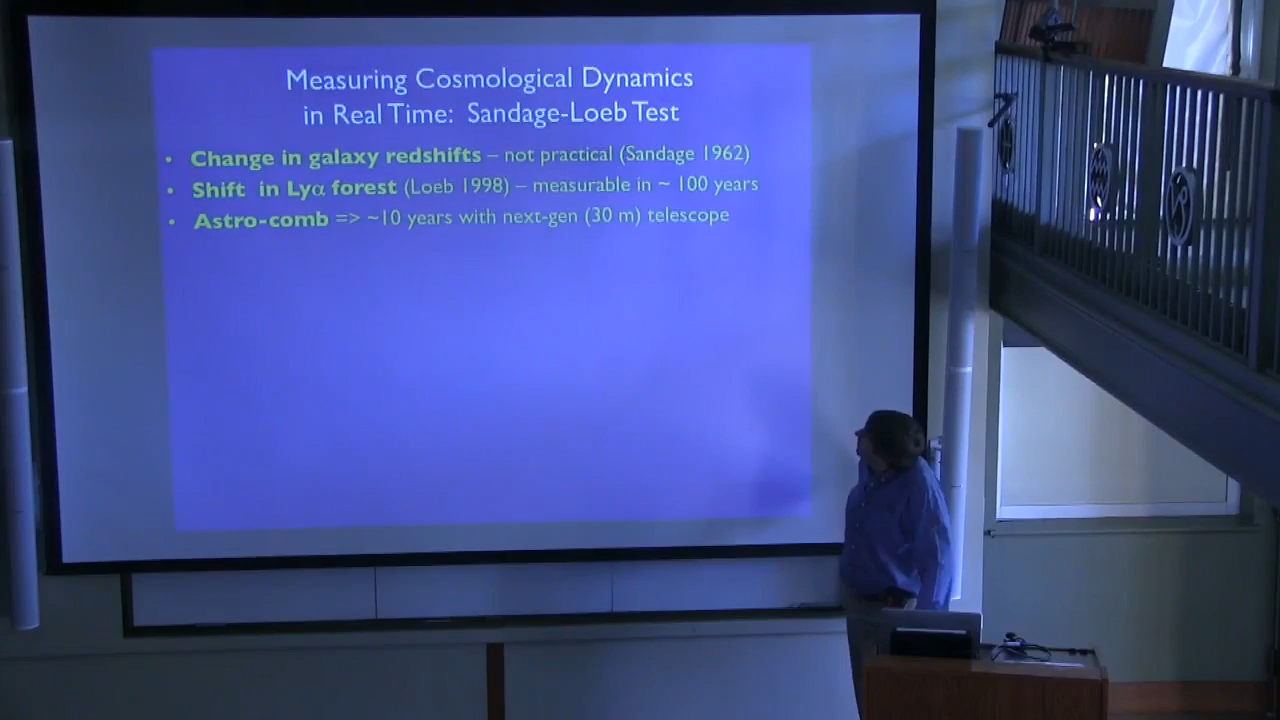 Measuring Cosmological Dynamics
in Real Time: Sandage-Loeb Test
• Change in galaxy redshifts – not practical (Sandage 1962)
• Shift in Lyα forest (Loeb 1998) – measurable in ~ 100 years
• Astro-comb => ~10 years with next-gen (30 m) telescope